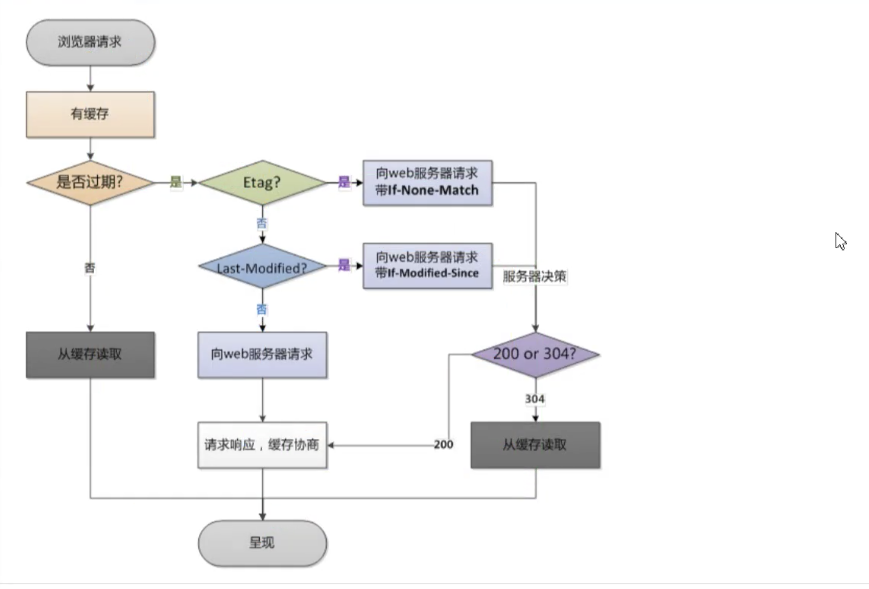 浏览器请求
有缓存
是否过期?
是
Etag?
是
向web服务器请求
带If-None-Match
否
否
Last-Modified?
是
向web服务器请求
带If-Modified-Since
服务器决策
否
从缓存读取
向web服务器请求
200 or 304?
304
请求响应，缓存协商
200
从缓存读取
呈现